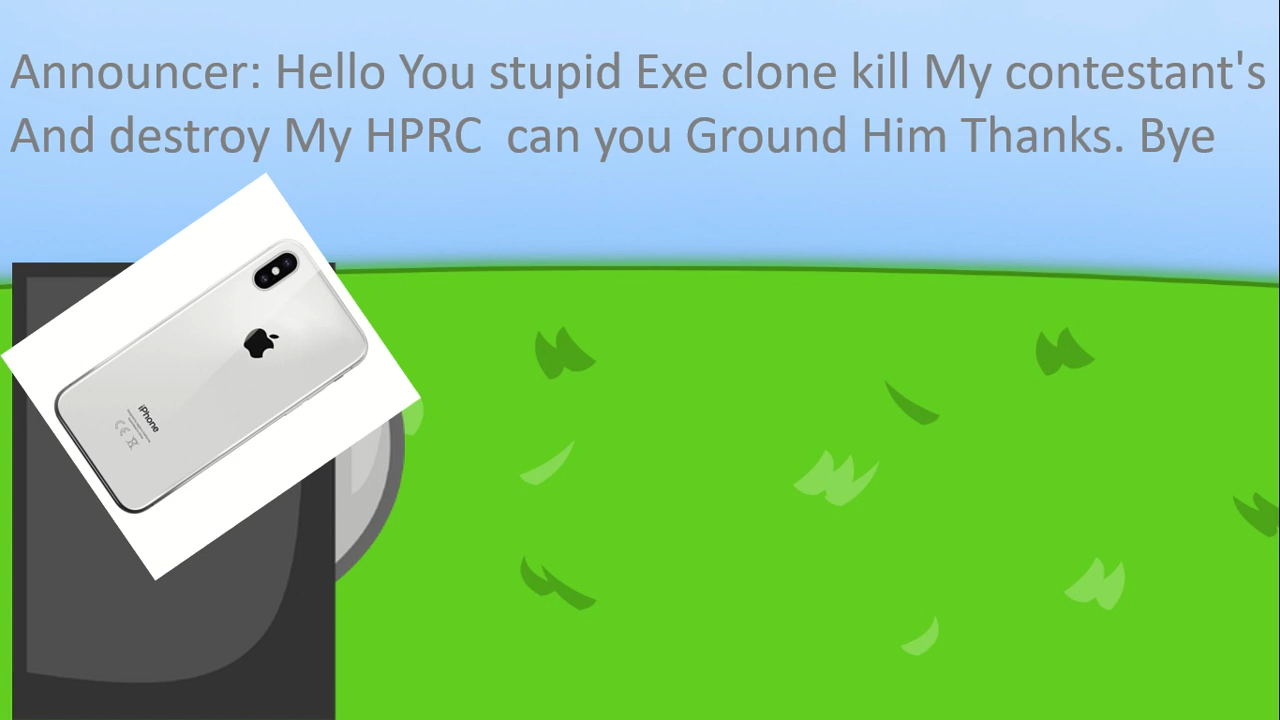 Announcer: Hello You stupid Exe clone kill My contestant's
And destroy My HPRC  can you Ground Him Thanks. Bye
iPhone